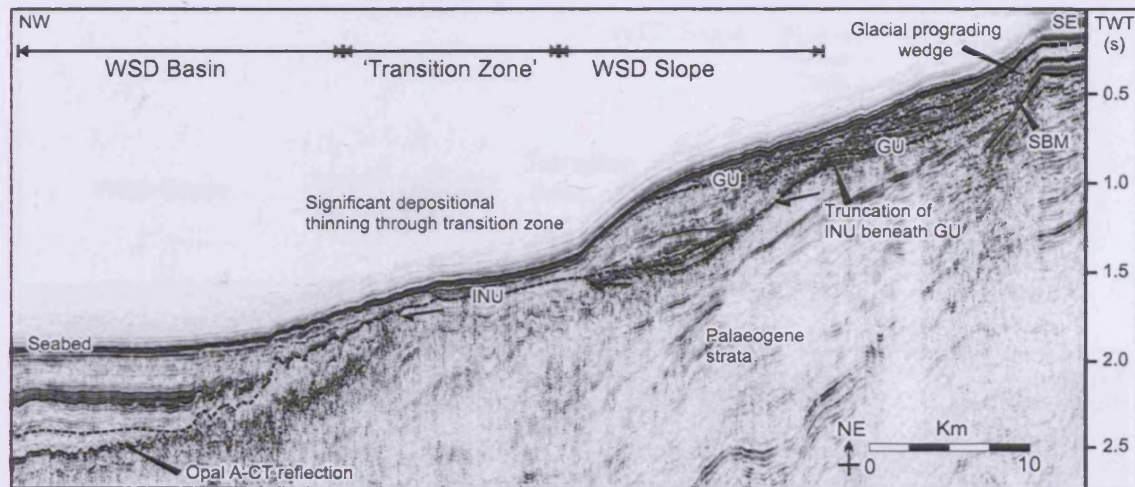 NW
SE
TWT
(s)
Glacial prograding
wedge
WSD Basin
'Transition Zone'
WSD Slope
0.5
GU
SBM
GU
1.0
Significant depositional
thinning through transition zone
Truncation of
INU beneath GU
INU
1.5
Seabed
Palaeogene
strata
2.0
NE
Km
0
10
2.5
Opal A-CT reflection